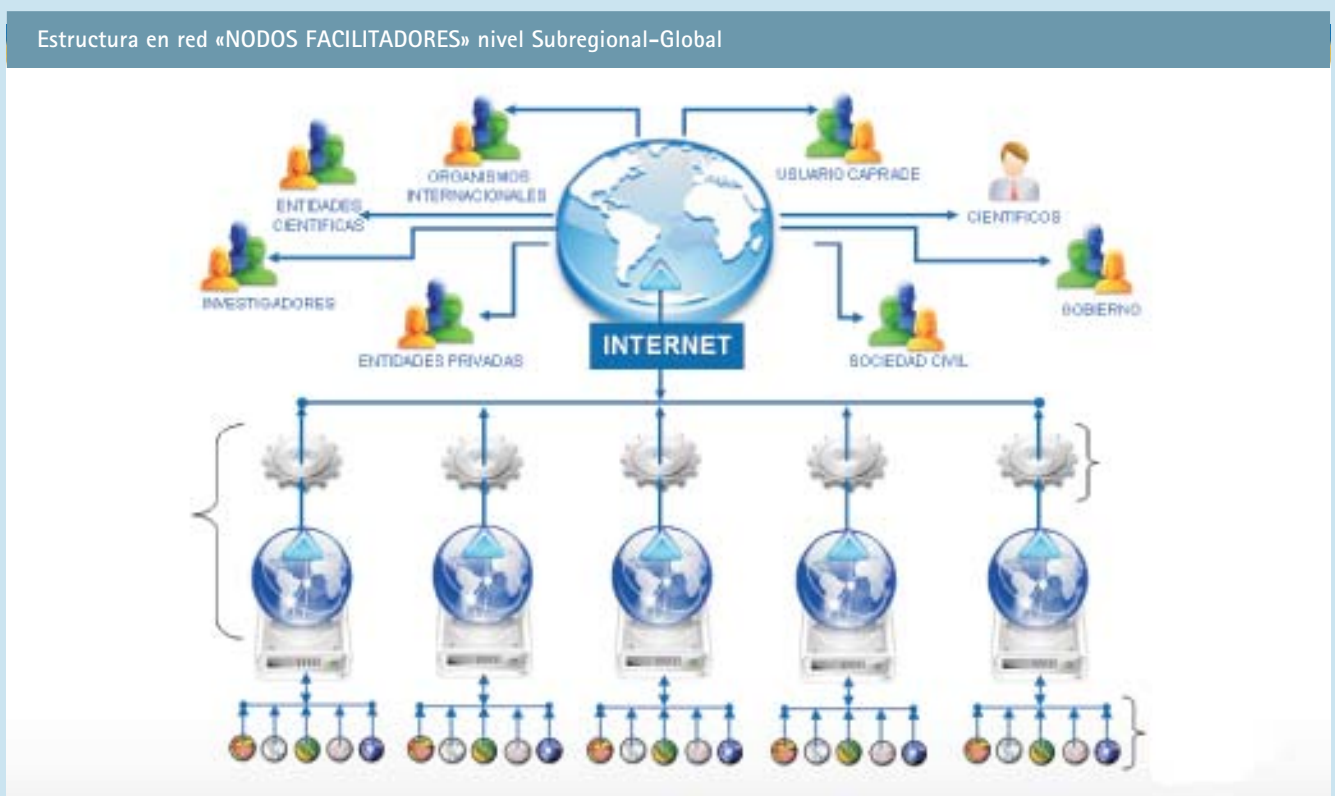 Estructura en red «NODOS FACILITADORES» nivel Subregional-Global
ORGANISMOS
INTERNACIONALES
USUARIO CAPRADE
ENTIDADES
CIENTIFICAS
CIENTIFICOS
INVESTIGADORES
GOBIERNO
ENTIDADES PRIVADAS
INTERNET
SOCIEDAD CIVIL